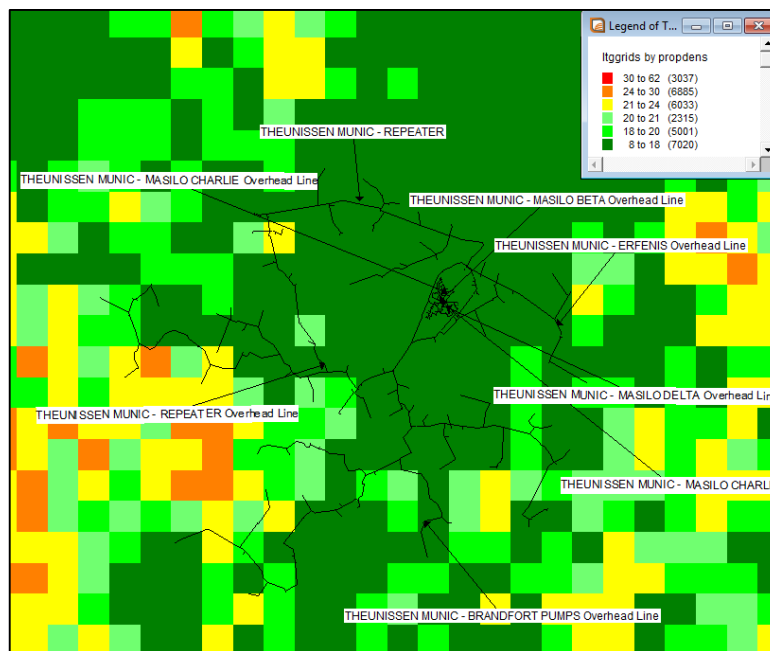 Legend of T...
ltggrids by propdens
30 to 62 (3037)
24 to 30 (6885)
21 to 24 (6033)
20 to 21 (2315)
18 to 20 (5001)
8 to 18 (7020)
THEUNISSEN MUNIC - REPEATER
THEUNISSEN MUNIC - MASILO CHARLIE Overhead Line
THEUNISSEN MUNIC - MASILO BETA Overhead Line
THEUNISSEN MUNIC - ERFENIS Overhead Line
THEUNISSEN MUNIC - MASILO DELTA Overhead Lin
THEUNISSEN MUNIC - REPEATER Overhead Line
THEUNISSEN MUNIC - MASILO CHARL
THEUNISSEN MUNIC - BRANDFORT PUMPS Overhead Line